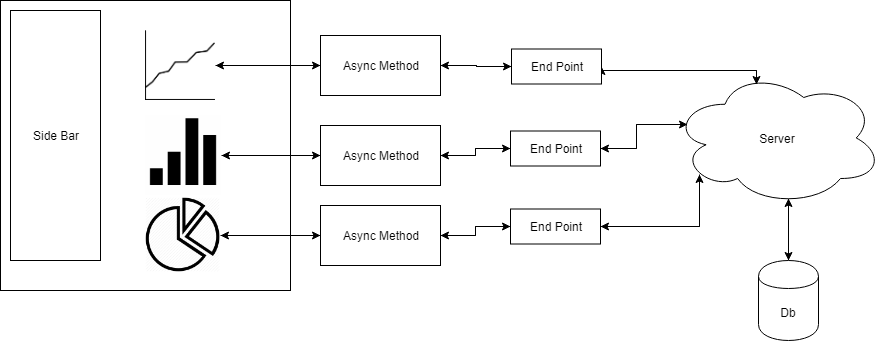 Side Bar
Async Method
End Point
Async Method
End Point
Server
Async Method
End Point
Db